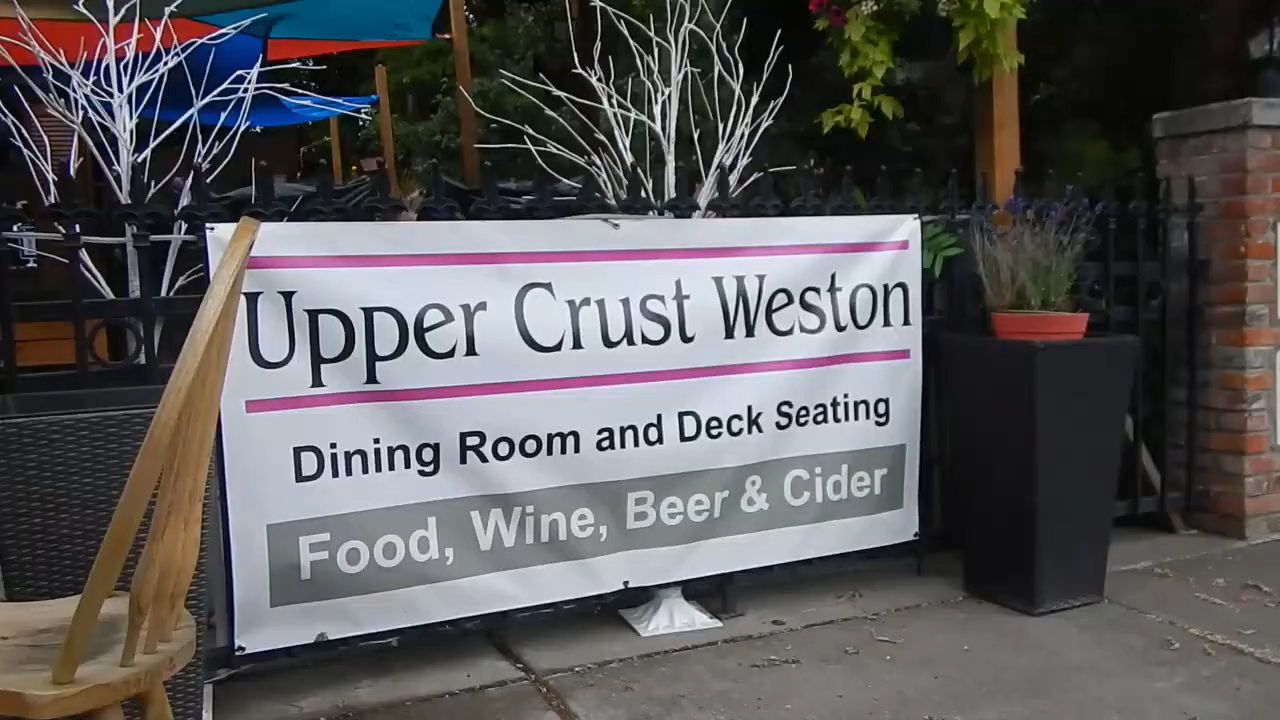 Upper Crust Weston
Dining Room and Deck Seating
Food, Wine, Beer & Cider